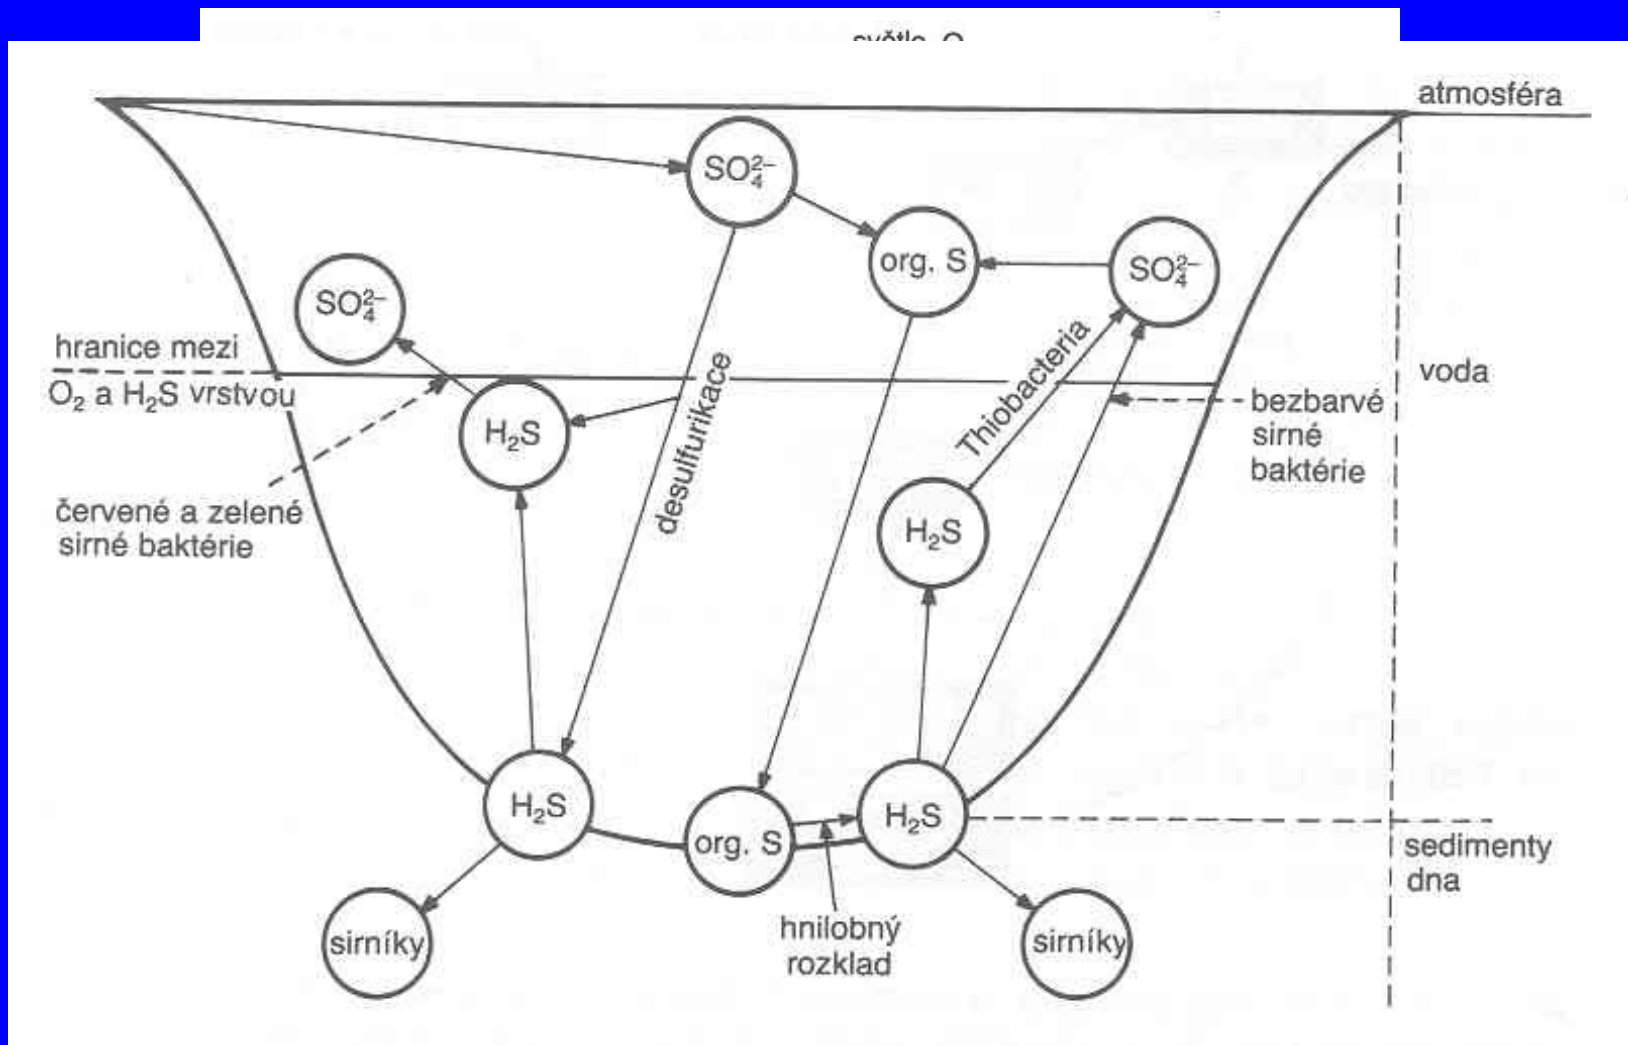 atmosféra
SO₄²⁻
org. S
SO₄²⁻
SO₄²⁻
hranice mezi
O₂ a H₂S vrstvou
voda
desulfurikace
Thiobacteria
bezbarvé
sirné
baktérie
H₂S
červené a zelené
sirné baktérie
H₂S
H₂S
org. S
H₂S
sedimenty
dna
hnilobný
rozklad
sirníky
sirníky